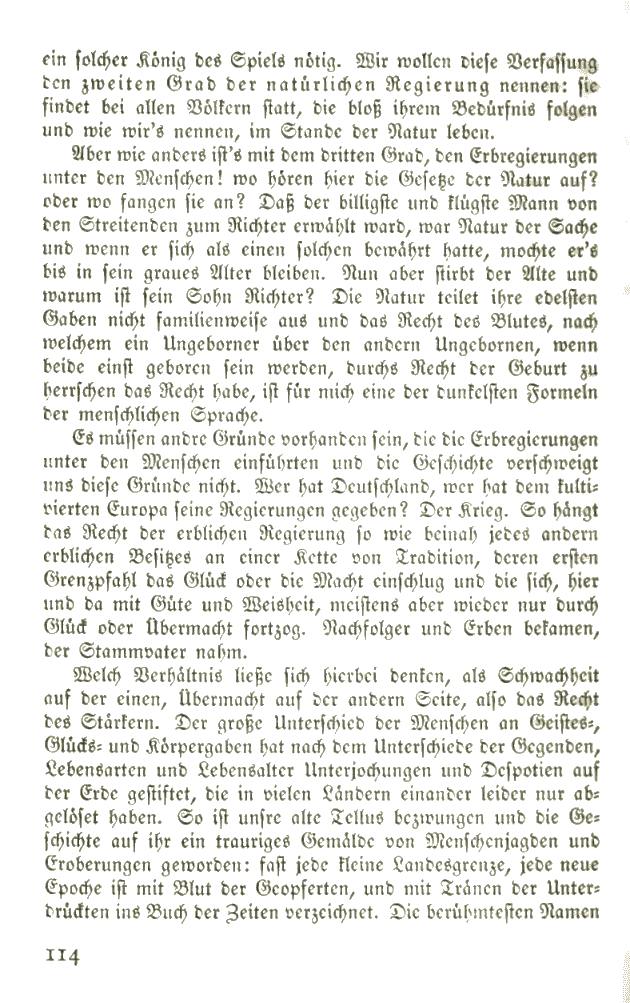 ein solcher König des Spiels nötig. Wir wollen diese Verfassung
den zweiten Grad der natürlichen Regierung nennen: sie
findet bei allen Völkern statt, die bloß ihrem Bedürfnis folgen
und wie wir's nennen, im Stande der Natur leben.
Aber wie anders ist's mit dem dritten Grad, den Erbregierungen
unter den Menschen! wo hören hier die Gesetze der Natur auf?
oder wo fangen sie an? Daß der billigste und klügste Mann von
den Streitenden zum Richter erwählt ward, war Natur der Sache
und wenn er sich als einen solchen bewährt hatte, mochte er's
bis in sein graues Alter bleiben. Nun aber stirbt der Alte und
warum ist sein Sohn Richter? Die Natur teilet ihre edelsten
Gaben nicht familienweise aus und das Recht des Blutes, nach
welchem ein Ungeborner über den andern Ungebornen, wenn
beide einst geboren sein werden, durchs Recht der Geburt zu
herrschen das Recht habe, ist für mich eine der dunkelsten Formeln
der menschlichen Sprache.
Es müssen andre Gründe vorhanden sein, die die Erbregierungen
unter den Menschen einführten und die Geschichte verschweigt
uns diese Gründe nicht. Wer hat Deutschland, wer hat dem kulti-
vierten Europa seine Regierungen gegeben? Der Krieg. So hängt
das Recht der erblichen Regierung so wie beinah jedes andern
erblichen Besitzes an einer Kette von Tradition, deren ersten
Grenzpfahl das Glück oder die Macht einschlug und die sich, hier
und da mit Güte und Weisheit, meistens aber wieder nur durch
Glück oder Übermacht fortzog. Nachfolger und Erben bekamen,
der Stammvater nahm.
Welch Verhältnis ließe sich hierbei denken, als Schwachheit
auf der einen, Übermacht auf der andern Seite, also das Recht
des Stärkern. Der große Unterschied der Menschen an Geistes-,
Glücks- und Körpergaben hat nach dem Unterschiede der Gegenden,
Lebensarten und Lebensalter Unterjochungen und Despotien auf
der Erde gestiftet, die in vielen Ländern einander leider nur ab-
gelöset haben. So ist unsre alte Tellus bezwungen und die Ge-
schichte auf ihr ein trauriges Gemälde von Menschenjagden und
Eroberungen geworden: fast jede kleine Landesgrenze, jede neue
Epoche ist mit Blut der Geopferten, und mit Tränen der Unter-
drückten ins Buch der Zeiten verzeichnet. Die berühmtesten Namen
114